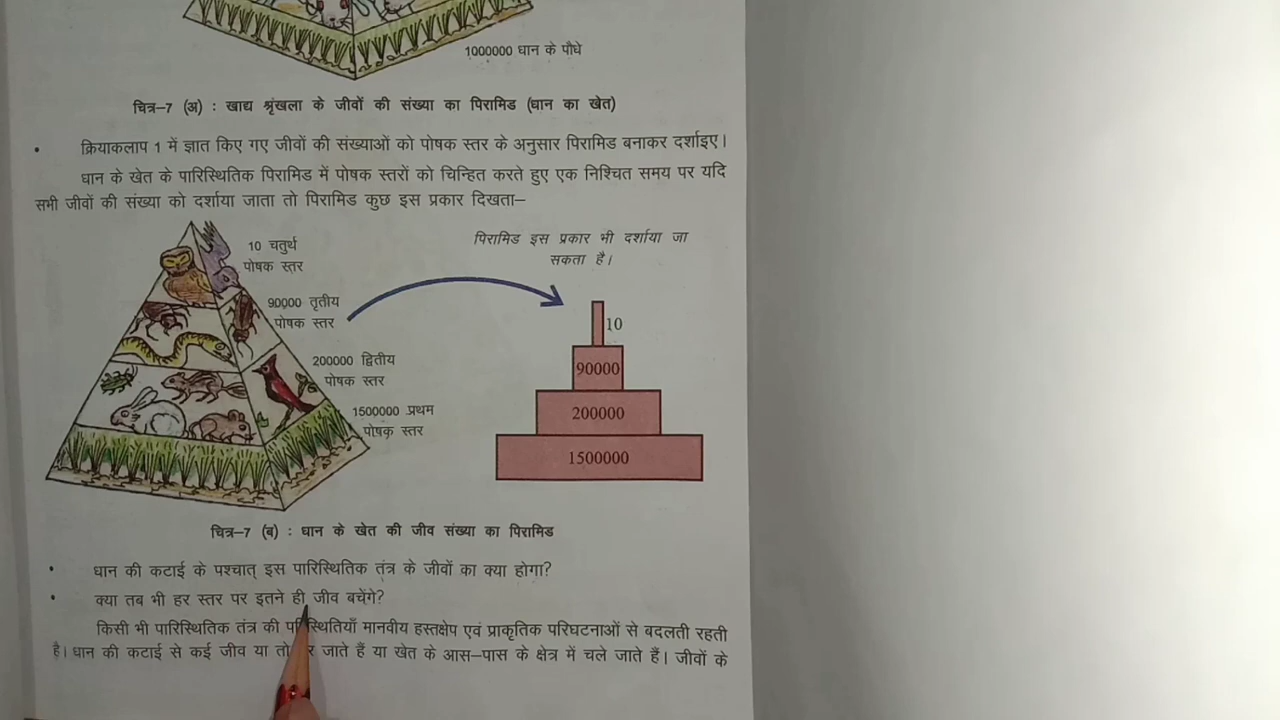 1000000 धान के पौधे
चित्र–7 (अ) : खाद्य श्रृंखला के जीवों की संख्या का पिरामिड (धान का खेत)
• क्रियाकलाप 1 में ज्ञात किए गए जीवों की संख्याओं को पोषक स्तर के अनुसार पिरामिड बनाकर दर्शाइए।
धान के खेत के पारिस्थितिक पिरामिड में पोषक स्तरों को चिन्हित करते हुए एक निश्चित समय पर यदि
सभी जीवों की संख्या को दर्शाया जाता तो पिरामिड कुछ इस प्रकार दिखता–
10 चतुर्थ
पोषक स्तर
90000 तृतीय
पोषक स्तर
200000 द्वितीय
पोषक स्तर
1500000 प्रथम
पोषक स्तर
पिरामिड इस प्रकार भी दर्शाया जा
सकता है।
10
90000
200000
1500000
चित्र–7 (ब) : धान के खेत की जीव संख्या का पिरामिड
• धान की कटाई के पश्चात् इस पारिस्थितिक तंत्र के जीवों का क्या होगा?
• क्या तब भी हर स्तर पर इतने ही जीव बचेंगे?
किसी भी पारिस्थितिक तंत्र की परिस्थितियाँ मानवीय हस्तक्षेप एवं प्राकृतिक परिघटनाओं से बदलती रहती
है। धान की कटाई से कई जीव या तो जाते हैं या खेत के आस–पास के क्षेत्र में चले जाते हैं। जीवों के